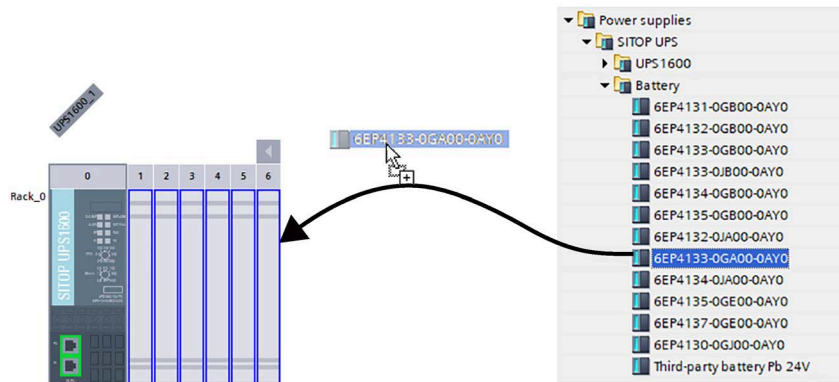 UPS1600_1
0 1 2 3 4 5 6
Rack_0
SITOP UPS1600
6EP4133-0GA00-0AY0
Power supplies
SITOP UPS
UPS1600
Battery
6EP4131-0GB00-0AY0
6EP4132-0GB00-0AY0
6EP4133-0GB00-0AY0
6EP4133-0JB00-0AY0
6EP4134-0GB00-0AY0
6EP4135-0GB00-0AY0
6EP4132-0JA00-0AY0
6EP4133-0GA00-0AY0
6EP4134-0JA00-0AY0
6EP4135-0GE00-0AY0
6EP4137-0GE00-0AY0
6EP4130-0GJ00-0AY0
Third-party battery Pb 24V